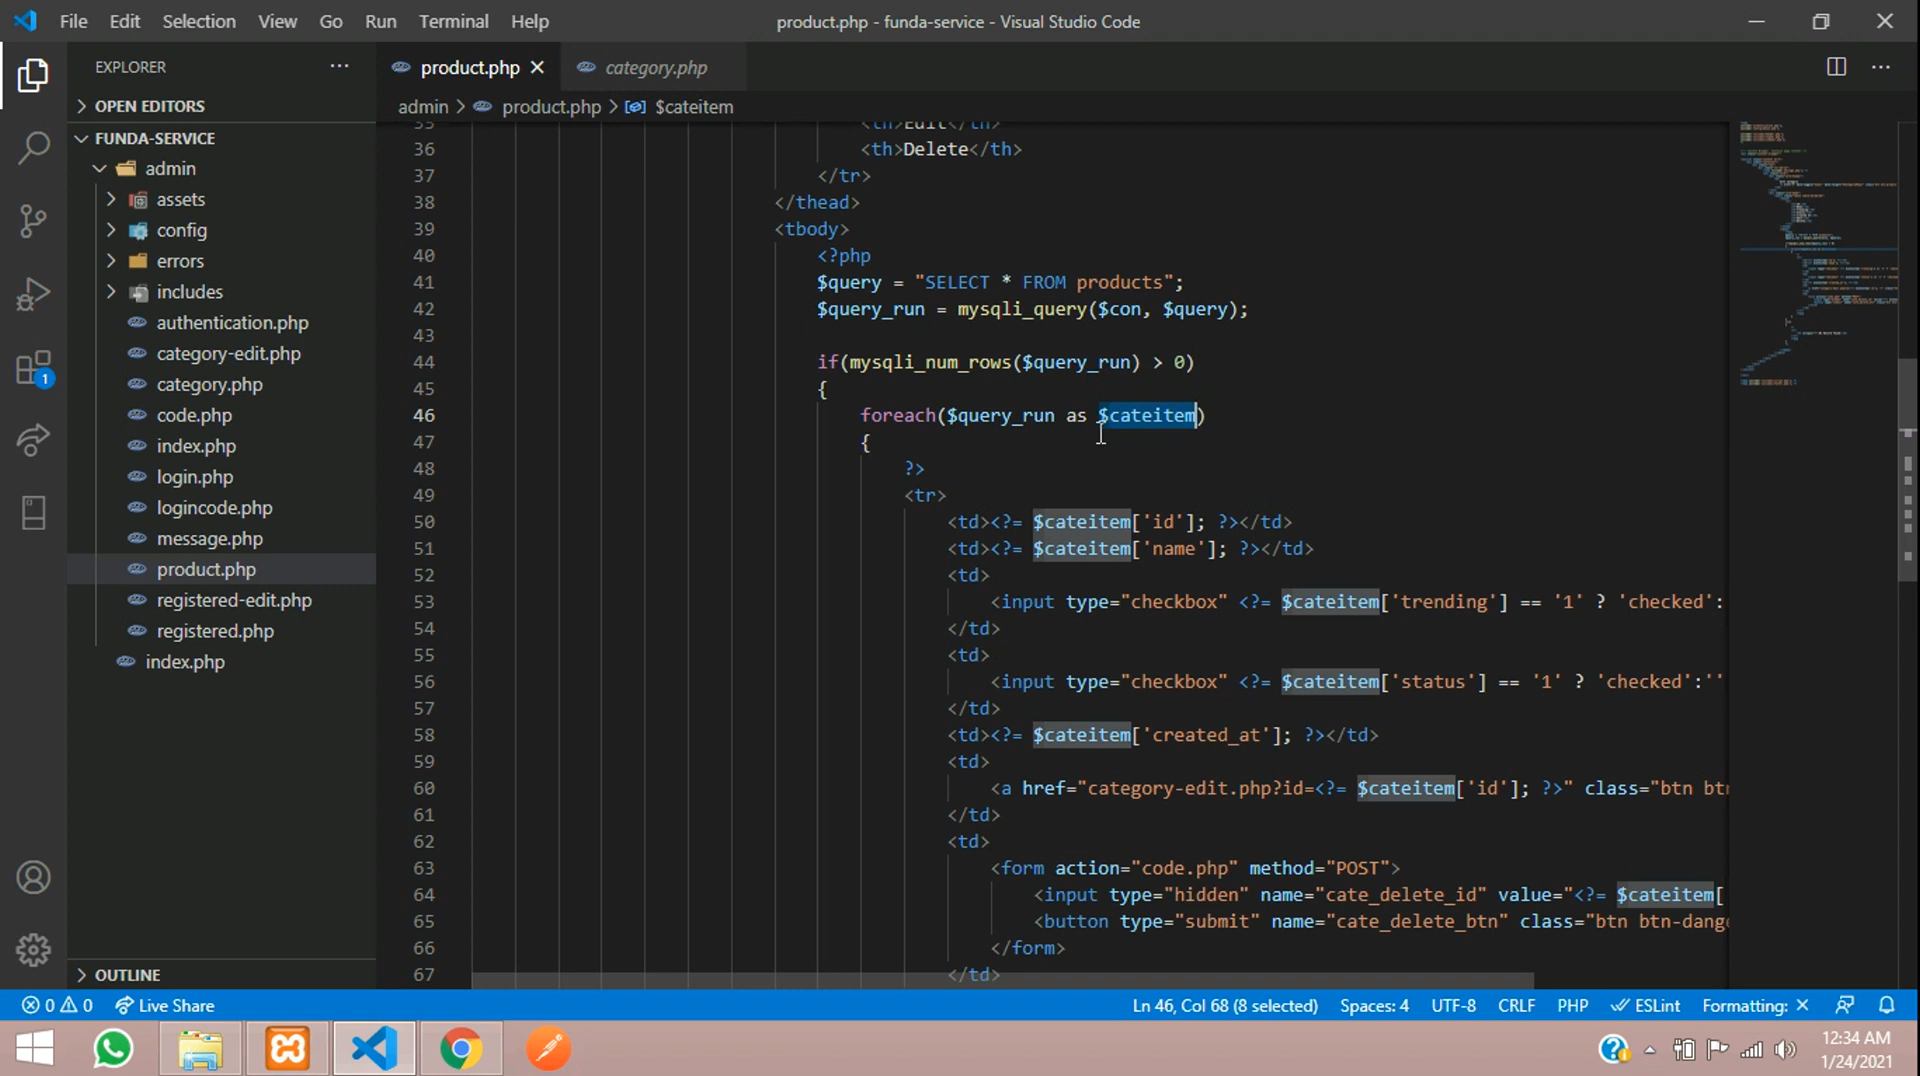 File Edit Selection View Go Run Terminal Help
product.php - funda-service - Visual Studio Code
EXPLORER
OPEN EDITORS
FUNDA-SERVICE
admin
assets
config
errors
includes
authentication.php
category-edit.php
category.php
code.php
index.php
login.php
logincode.php
message.php
product.php
registered-edit.php
registered.php
index.php
OUTLINE
1
product.php
category.php
admin > product.php > $cateitem
35 <th>Edit</th>
36 <th>Delete</th>
37 </tr>
38 </thead>
39 <tbody>
40 <?php
41 $query = "SELECT * FROM products";
42 $query_run = mysqli_query($con, $query);
43
44 if(mysqli_num_rows($query_run) > 0)
45 {
46 foreach($query_run as $cateitem)
47 {
48 ?>
49 <tr>
50 <td><?= $cateitem['id']; ?></td>
51 <td><?= $cateitem['name']; ?></td>
52 <td>
53 <input type="checkbox" <?= $cateitem['trending'] == '1' ? 'checked':
54 </td>
55 <td>
56 <input type="checkbox" <?= $cateitem['status'] == '1' ? 'checked':''
57 </td>
58 <td><?= $cateitem['created_at']; ?></td>
59 <td>
60 <a href="category-edit.php?id=<?= $cateitem['id']; ?>" class="btn btn
61 </td>
62 <td>
63 <form action="code.php" method="POST">
64 <input type="hidden" name="cate_delete_id" value="<?= $cateitem[
65 <button type="submit" name="cate_delete_btn" class="btn btn-dange
66 </form>
67 </td>
0 0 Live Share
Ln 46, Col 68 (8 selected) Spaces: 4 UTF-8 CRLF PHP ESLint Formatting: ×
12:34 AM
1/24/2021